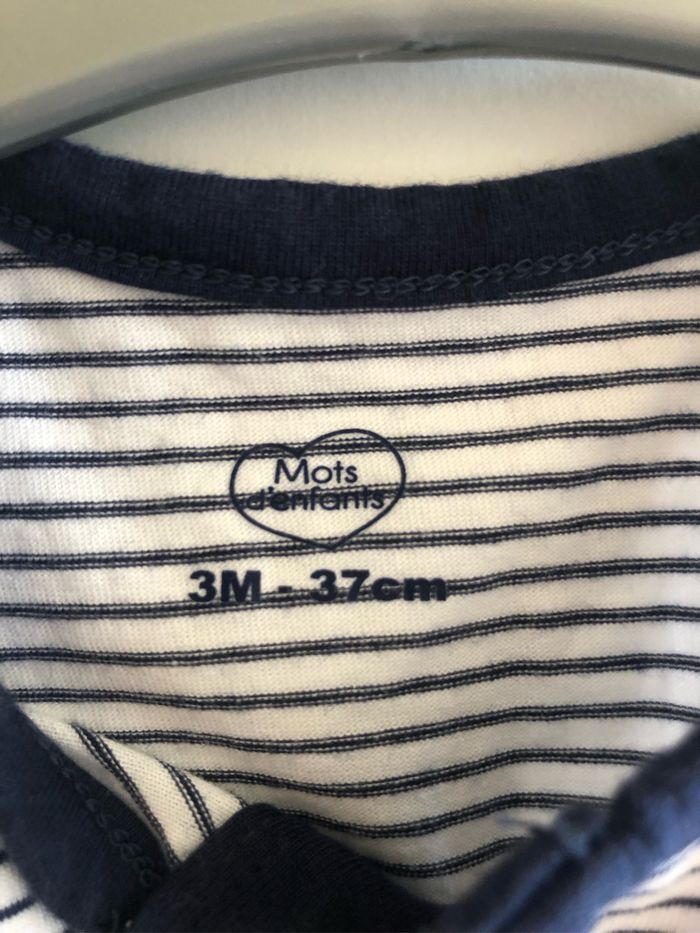 Mots
d'enfants
3M - 37cm